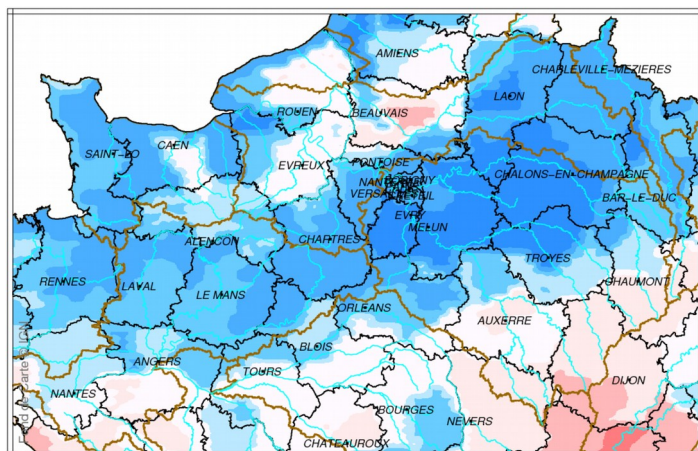 AMIENS
CHARLEVILLE-MEZIERES
LAON
ROUEN
BEAUVAIS
CAEN
SAINT-LO
EVREUX
PONTOISE
CHALONS-EN-CHAMPAGNE
BAR-LE-DUC
EVRY
MELUN
ALENCON
CHARTRES
TROYES
RENNES
LAVAL
LE MANS
CHAUMONT
ORLEANS
AUXERRE
BLOIS
ANGERS
TOURS
DIJON
NANTES
BOURGES
NEVERS
CHATEAUROUX